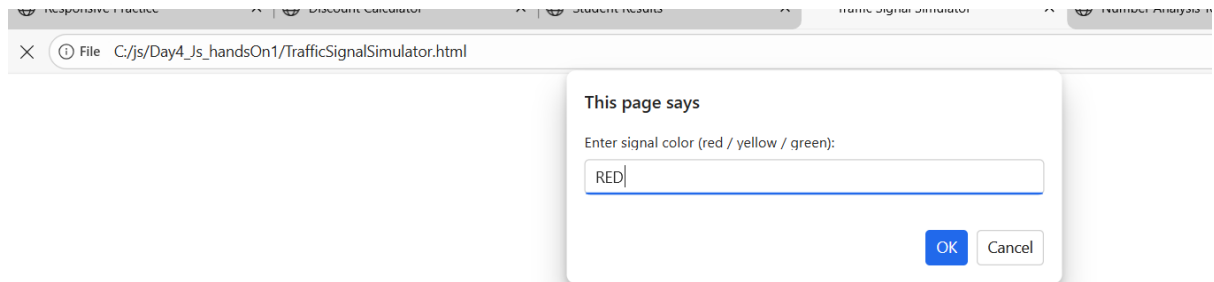 Responsive Practice Discount Calculator Student Results Traffic Signal Simulator Number Analysis
File C:/js/Day4_Js_handsOn1/TrafficSignalSimulator.html
This page says
Enter signal color (red / yellow / green):
RED
OK Cancel